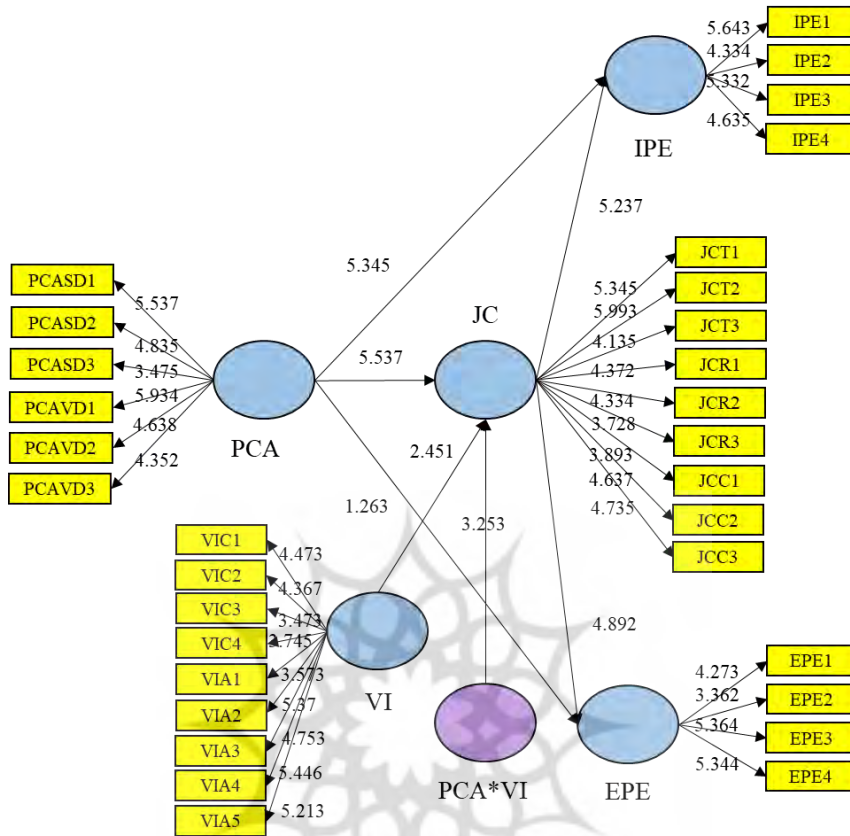 5.643
4.334
5.332
4.635
IPE1
IPE2
IPE3
IPE4
IPE
5.237
5.345
JC
5.537
PCASD1
PCASD2
PCASD3
PCAVD1
PCAVD2
PCAVD3
5.537
4.835
3.475
5.934
4.638
4.352
PCA
5.345
5.993
4.135
4.372
4.334
3.728
3.893
4.637
4.735
JCT1
JCT2
JCT3
JCR1
JCR2
JCR3
JCC1
JCC2
JCC3
2.451
1.263
3.253
4.892
VIC1
VIC2
VIC3
VIC4
VIA1
VIA2
VIA3
VIA4
VIA5
4.473
4.367
3.473
3.573
5.37
4.753
5.446
5.213
VI
PCA*VI
EPE
4.273
3.362
5.364
5.344
EPE1
EPE2
EPE3
EPE4